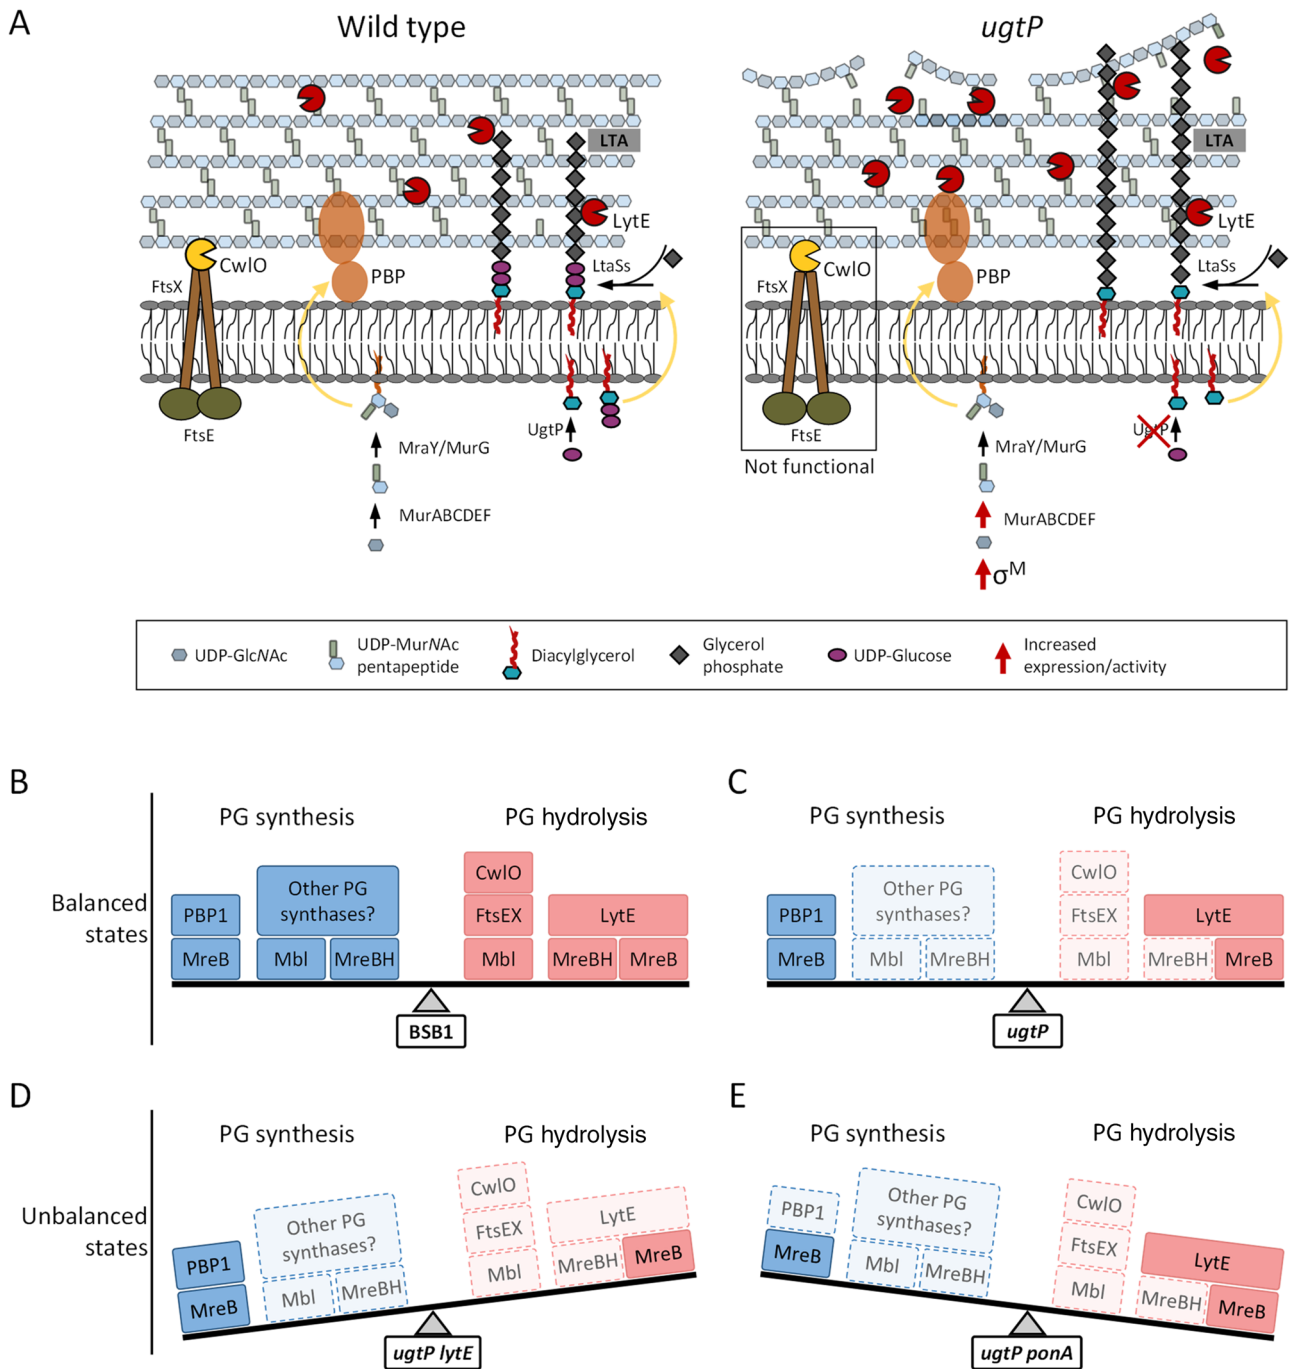 A
Wild type
ugtP
LTA
LTA
LytE
LytE
CwlO
FtsX
PBP
LtaSs
CwlO
FtsX
PBP
LtaSs
FtsE
UgtP
MraY/MurG
MurABCDEF
FtsE
Not functional
UgtP
MraY/MurG
MurABCDEF
σM
UDP-GlcNAc
UDP-MurNAc
pentapeptide
Diacylglycerol
Glycerol
phosphate
UDP-Glucose
Increased
expression/activity
B
C
Balanced
states
PG synthesis
PG hydrolysis
PBP1
MreB
Other PG
synthases?
Mbl
MreBH
CwlO
FtsEX
Mbl
LytE
MreBH
MreB
BSB1
PG synthesis
PG hydrolysis
PBP1
MreB
Other PG
synthases?
Mbl
MreBH
CwlO
FtsEX
Mbl
LytE
MreBH
MreB
ugtP
D
E
Unbalanced
states
PG synthesis
PG hydrolysis
PBP1
MreB
Other PG
synthases?
Mbl
MreBH
CwlO
FtsEX
Mbl
LytE
MreBH
MreB
ugtP lytE
PG synthesis
PG hydrolysis
PBP1
MreB
Other PG
synthases?
Mbl
MreBH
CwlO
FtsEX
Mbl
LytE
MreBH
MreB
ugtP ponA